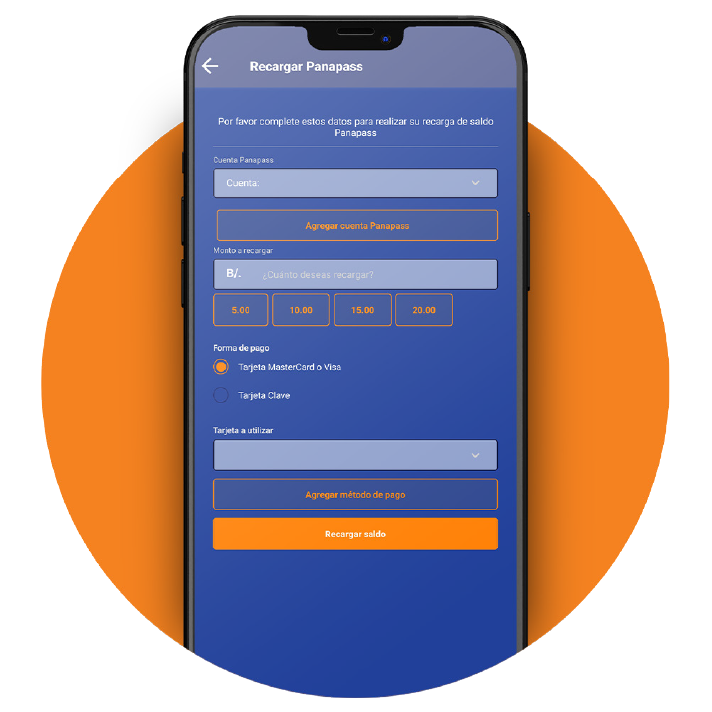 Recargar Panapass
Por favor complete estos datos para realizar su recarga de saldo
Panapass
Cuenta Panapass
Cuenta:
Agregar cuenta Panapass
Monto a recargar
B/. ¿Cuánto deseas recargar?
5.00 10.00 15.00 20.00
Forma de pago
Tarjeta MasterCard o Visa
Tarjeta Clave
Tarjeta a utilizar
Agregar método de pago
Recargar saldo